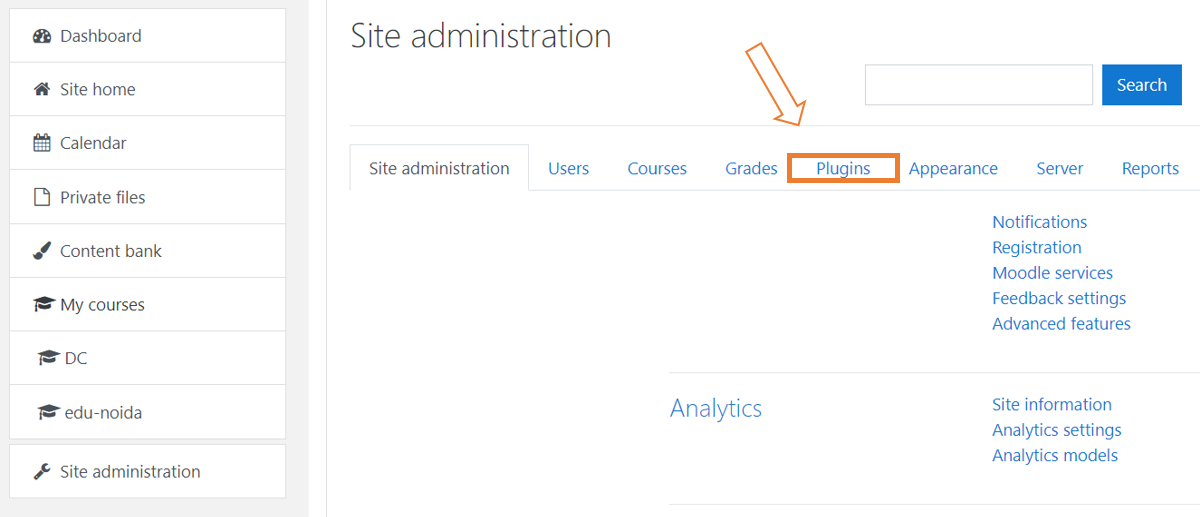 Dashboard
Site home
Calendar
Private files
Content bank
My courses
DC
edu-noida
Site administration
Site administration
Search
Site administration Users Courses Grades Plugins Appearance Server Reports
Notifications
Registration
Moodle services
Feedback settings
Advanced features
Analytics
Site information
Analytics settings
Analytics models